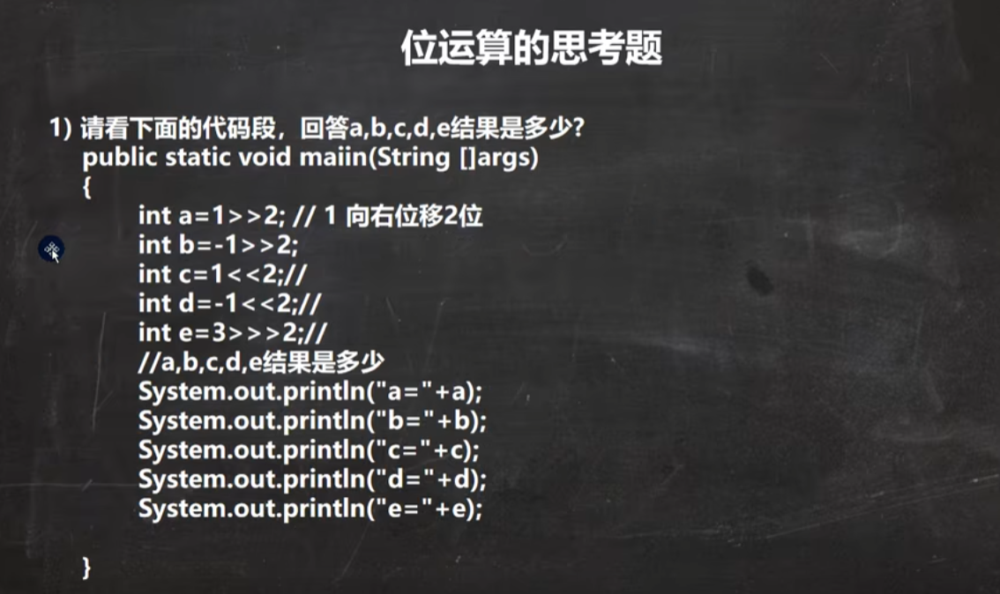 位运算的思考题
1) 请看下面的代码段，回答a,b,c,d,e结果是多少?
public static void maiin(String []args)
{
int a=1>>2; // 1 向右位移2位
int b=-1>>2;
int c=1<<2;//
int d=-1<<2;//
int e=3>>>2;//
//a,b,c,d,e结果是多少
System.out.println("a="+a);
System.out.println("b="+b);
System.out.println("c="+c);
System.out.println("d="+d);
System.out.println("e="+e);
}